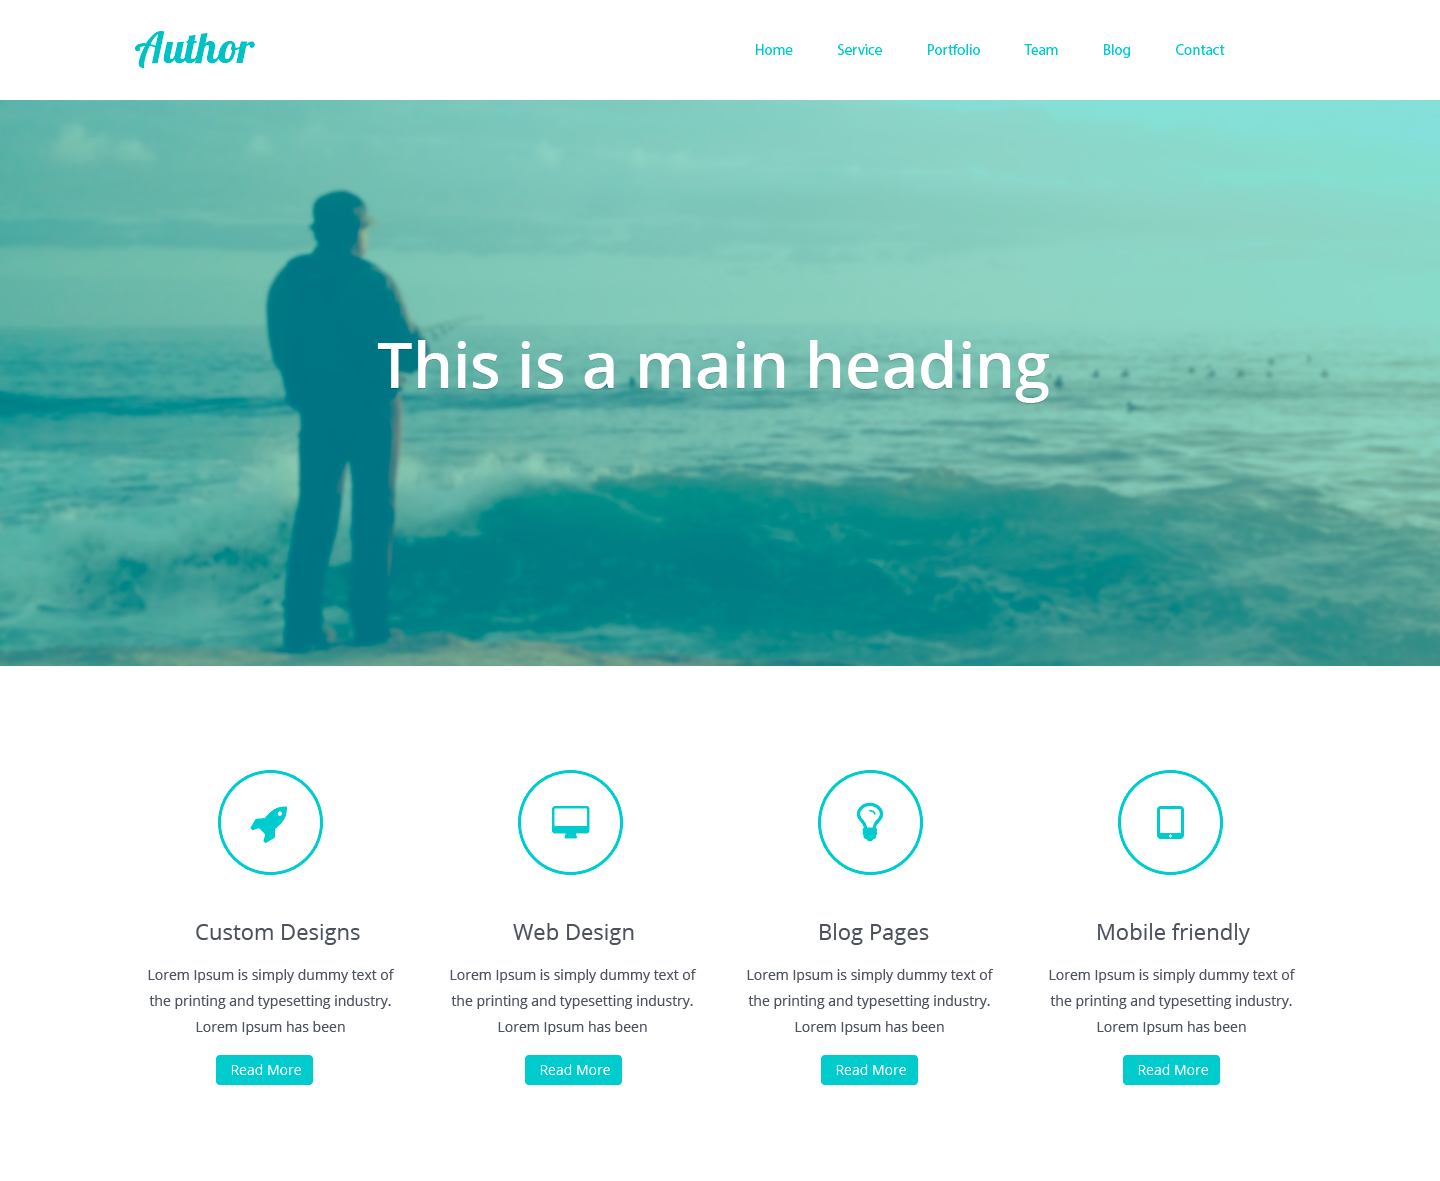 Author
Home Service Portfolio Team Blog Contact
This is a main heading
Custom Designs
Lorem Ipsum is simply dummy text of
the printing and typesetting industry.
Lorem Ipsum has been
Read More
Web Design
Lorem Ipsum is simply dummy text of
the printing and typesetting industry.
Lorem Ipsum has been
Read More
Blog Pages
Lorem Ipsum is simply dummy text of
the printing and typesetting industry.
Lorem Ipsum has been
Read More
Mobile friendly
Lorem Ipsum is simply dummy text of
the printing and typesetting industry.
Lorem Ipsum has been
Read More